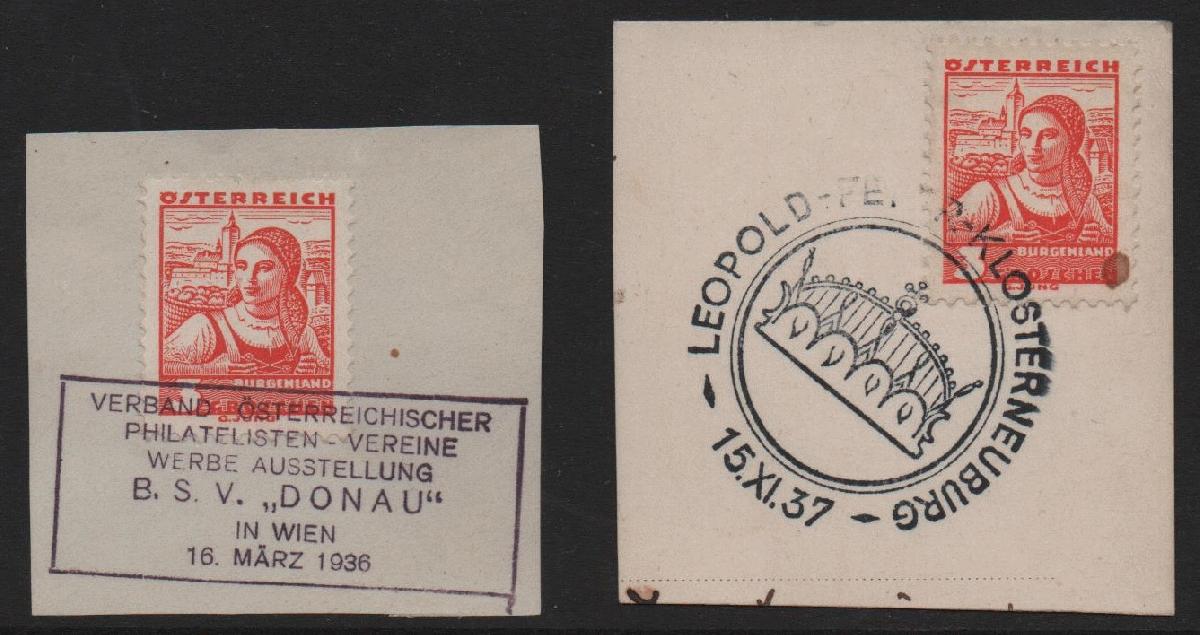 ÖSTERREICH
BURGENLAND
VERBAND ÖSTERREICHISCHER
PHILATELISTEN-VEREINE
WERBE AUSSTELLUNG
B. S. V. „DONAU“
IN WIEN
16. MÄRZ 1936
ÖSTERREICH
BURGENLAND
G.JUNG
LEOPOLD- KLOSTERNEUBURG
15.XI.37